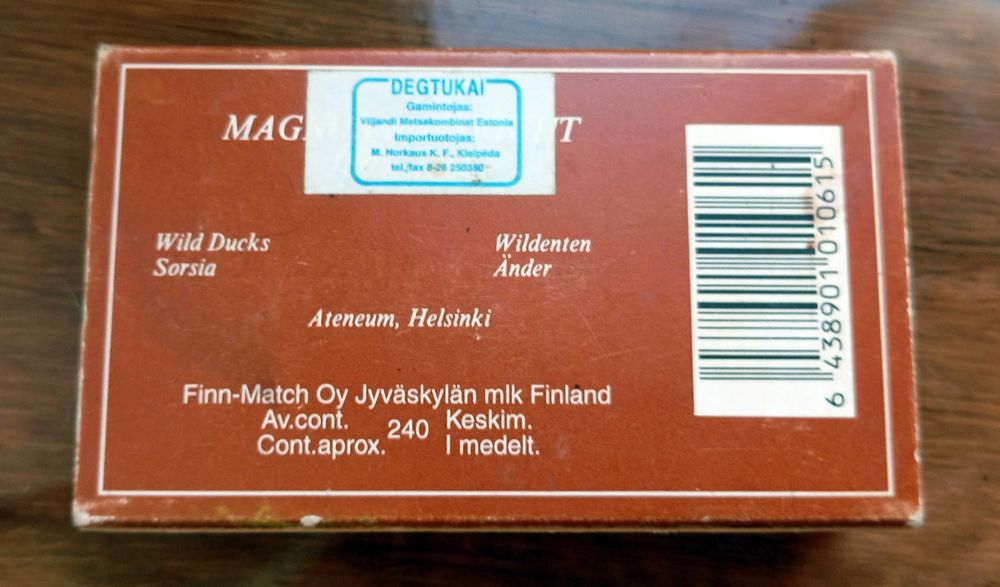 DEGTUKAI
Gamintojas:
Viljandi Metsakombinat Estonia
Importuotojas:
M. Norkaus K. F., Klaipėda
tel./fax 8-26 250380
Wild Ducks
Sorsia
Wildenten
Änder
Ateneum, Helsinki
Finn-Match Oy Jyväskylän mlk Finland
Av.cont. 240 Keskim.
Cont.aprox. I medelt.
6 438901 010615